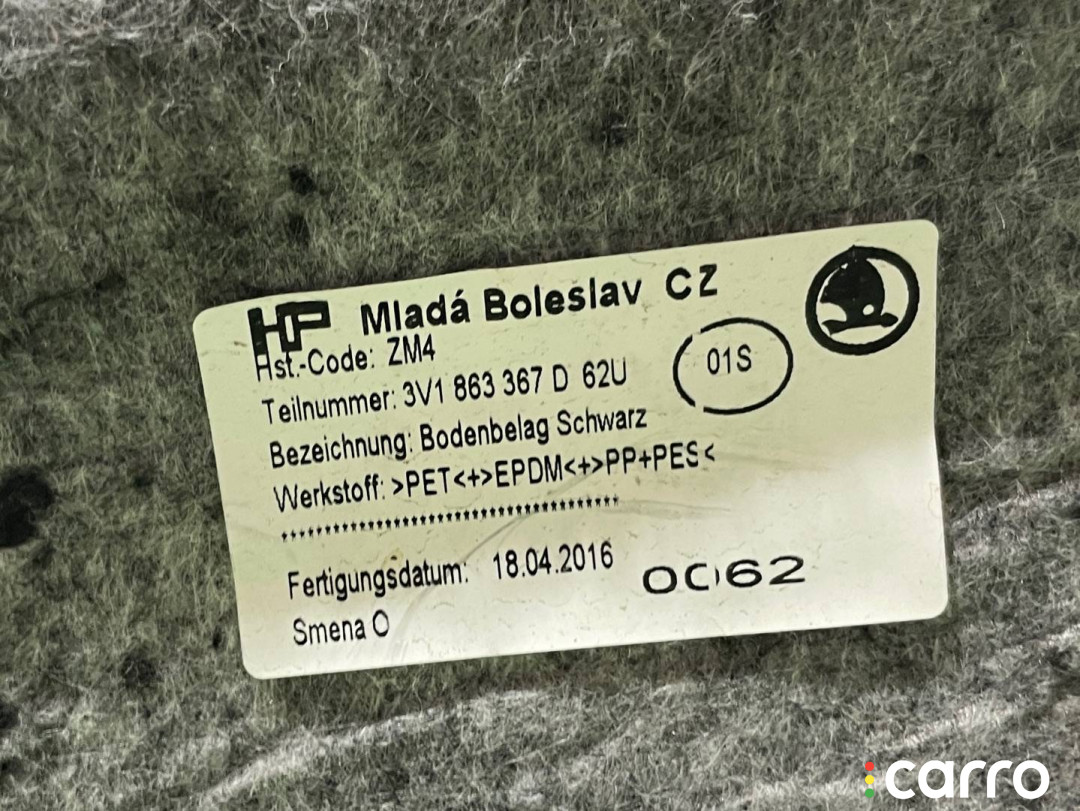 HP Mladá Boleslav CZ
Hst.-Code: ZM4
01S
Teilnummer: 3V1 863 367 D 62U
Bezeichnung: Bodenbelag Schwarz
Werkstoff: >PET<+>EPDM<+>PP+PES<
Fertigungsdatum: 18.04.2016
0062
Smena O
carro